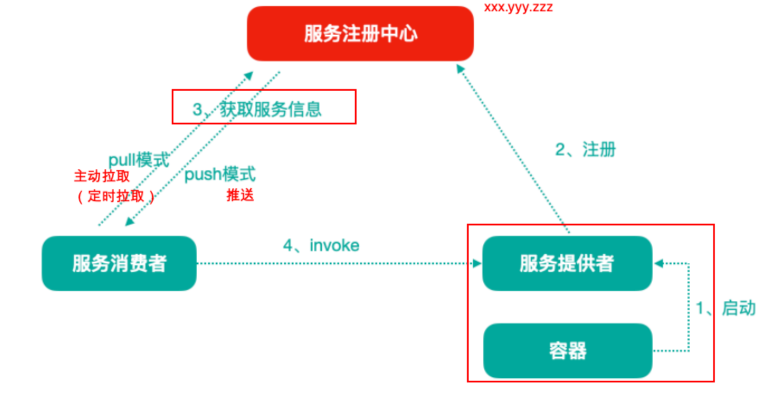 xxx.yyy.zzz
服务注册中心
3、获取服务信息
2、注册
pull模式
主动拉取
（定时拉取）
push模式
推送
服务消费者
4、invoke
服务提供者
1、启动
容器